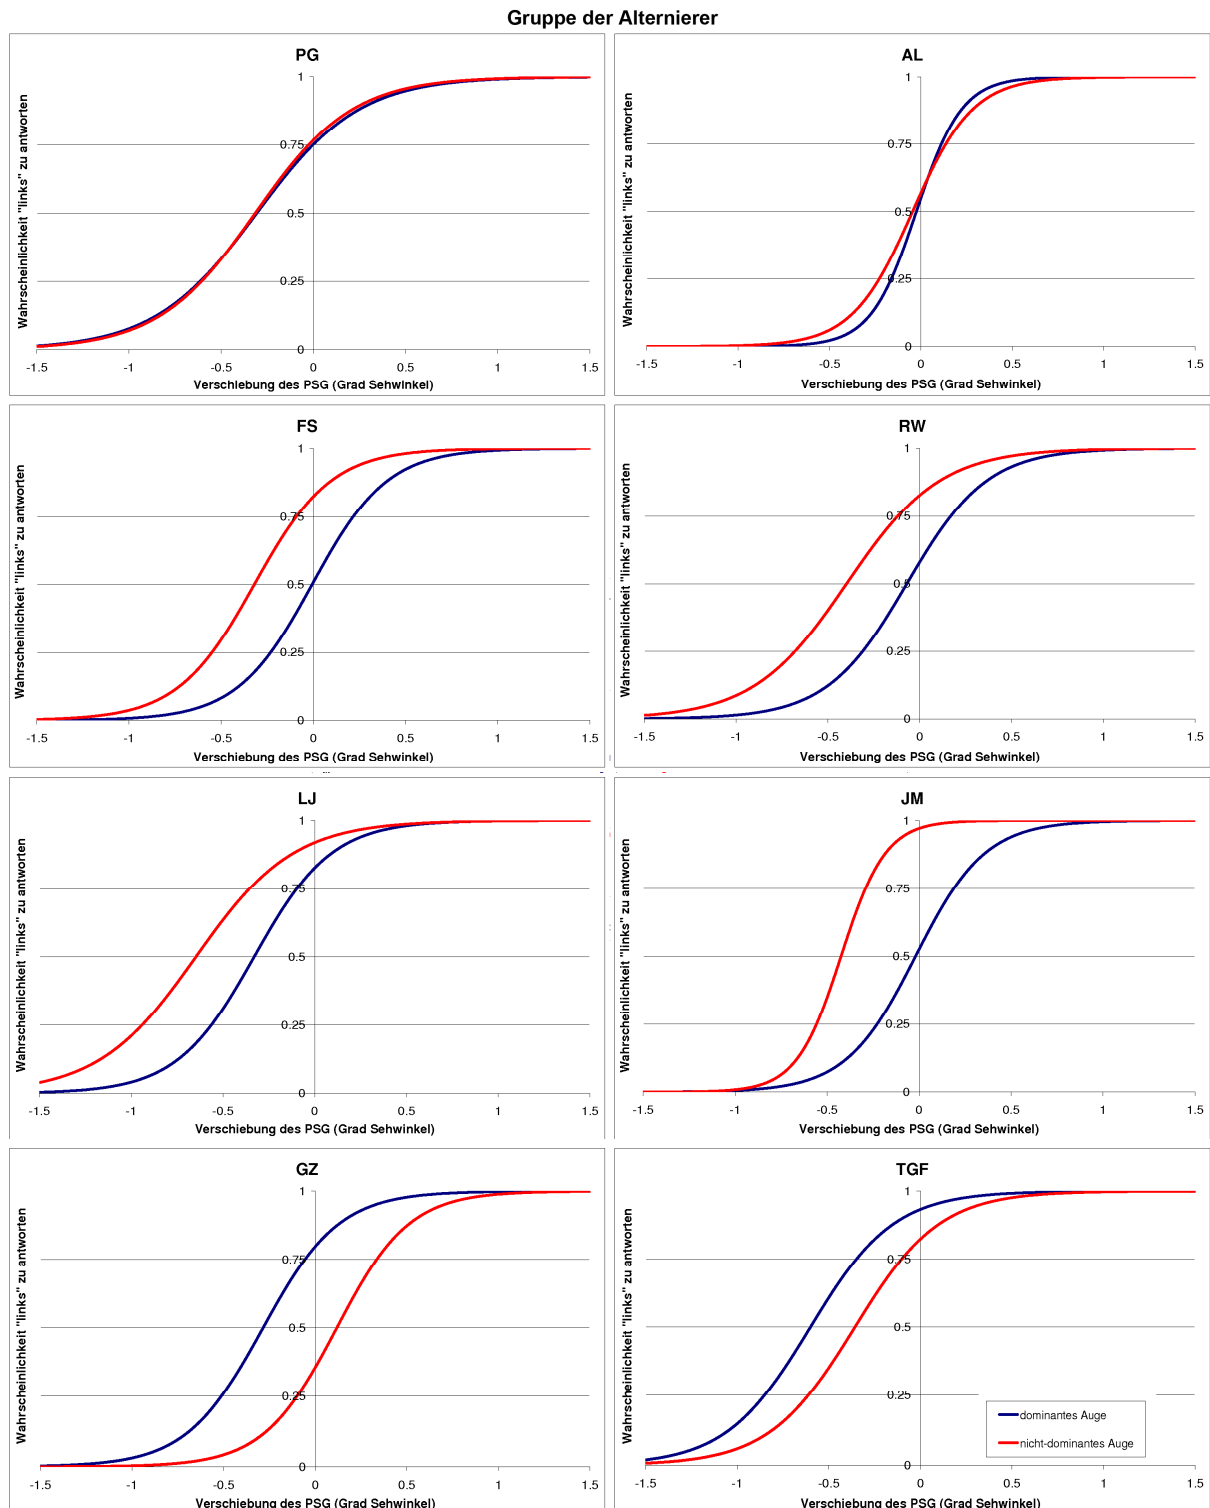 Gruppe der Alternierer
PG
Wahrscheinlichkeit "links" zu antworten
1
0.75
0.5
0.25
0
-1.5 -1 -0.5 0 0.5 1 1.5
Verschiebung des PSG (Grad Sehwinkel)
AL
Wahrscheinlichkeit "links" zu antworten
1
0.75
0.5
0.25
0
-1.5 -1 -0.5 0 0.5 1 1.5
Verschiebung des PSG (Grad Sehwinkel)
FS
Wahrscheinlichkeit "links" zu antworten
1
0.75
0.5
0.25
0
-1.5 -1 -0.5 0 0.5 1 1.5
Verschiebung des PSG (Grad Sehwinkel)
RW
Wahrscheinlichkeit "links" zu antworten
1
0.75
0.5
0.25
0
-1.5 -1 -0.5 0 0.5 1 1.5
Verschiebung des PSG (Grad Sehwinkel)
LJ
Wahrscheinlichkeit "links" zu antworten
1
0.75
0.5
0.25
0
-1.5 -1 -0.5 0 0.5 1 1.5
Verschiebung des PSG (Grad Sehwinkel)
JM
Wahrscheinlichkeit "links" zu antworten
1
0.75
0.5
0.25
0
-1.5 -1 -0.5 0 0.5 1 1.5
Verschiebung des PSG (Grad Sehwinkel)
GZ
Wahrscheinlichkeit "links" zu antworten
1
0.75
0.5
0.25
0
-1.5 -1 -0.5 0 0.5 1 1.5
Verschiebung des PSG (Grad Sehwinkel)
TGF
Wahrscheinlichkeit "links" zu antworten
1
0.75
0.5
0.25
0
dominantes Auge
nicht-dominantes Auge
-1.5 -1 -0.5 0 0.5 1 1.5
Verschiebung des PSG (Grad Sehwinkel)